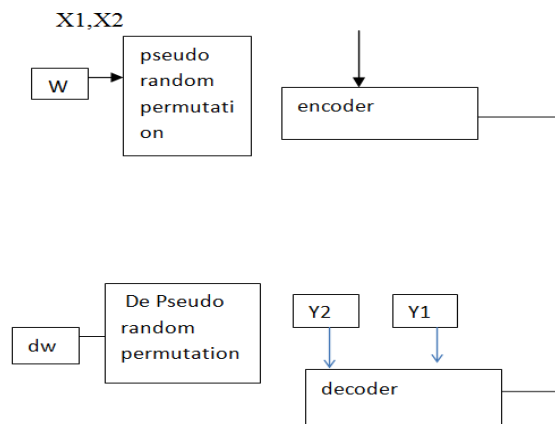 X1,X2
W
pseudo
random
permutati
on
encoder
De Pseudo
random
permutation
dw
Y2
Y1
decoder